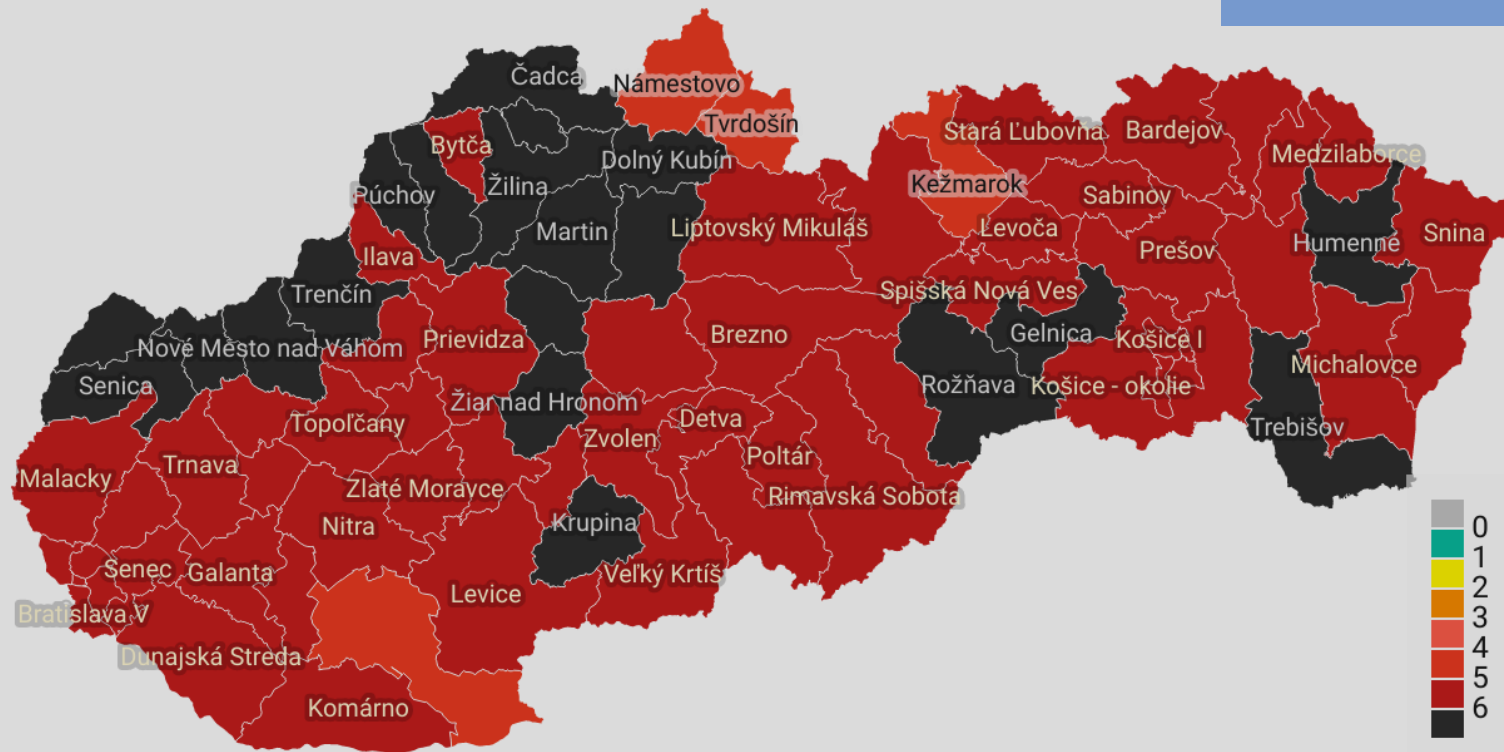 Čadca
Námestovo
Tvrdošín
Stará Ľubovňa
Bardejov
Bytča
Dolný Kubín
Medzilaborce
Púchov
Žilina
Kežmarok
Sabinov
Martin
Liptovský Mikuláš
Levoča
Ilava
Prešov
Humenné
Snina
Trenčín
Spišská Nová Ves
Nové Mesto nad Váhom
Prievidza
Brezno
Gelnica
Košice I
Senica
Rožňava
Košice - okolie
Michalovce
Žiar nad Hronom
Topoľčany
Zvolen
Detva
Trebišov
Malacky
Trnava
Poltár
Zlaté Moravce
Rimavská Sobota
Nitra
Krupina
Senec
Galanta
Veľký Krtíš
Levice
Bratislava V
Dunajská Streda
Komárno
0
1
2
3
4
5
6